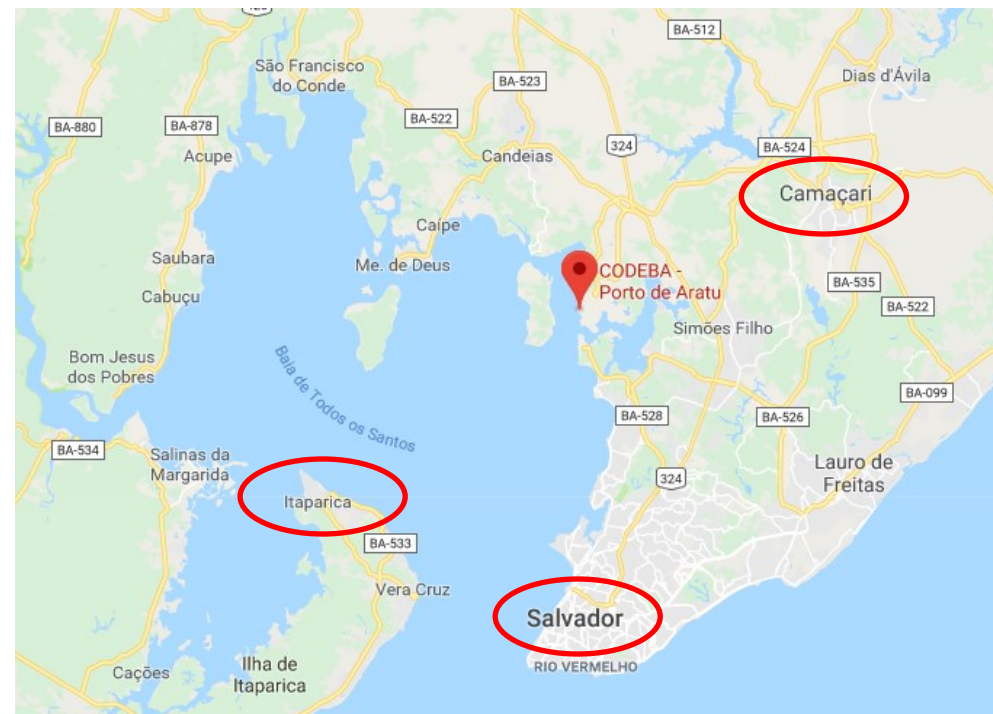 BA-512
São Francisco
do Conde
BA-523
Dias d'Ávila
BA-880
BA-878
BA-522
Acupe
Candeias
324
BA-524
Camaçari
Caípe
Saubara
Me. de Deus
CODEBA -
Porto de Aratu
BA-535
Cabuçu
BA-522
Simões Filho
Bom Jesus
dos Pobres
Baía de Todos os Santos
BA-099
BA-528
BA-526
BA-534
Salinas da
Margarida
Lauro de
Freitas
324
Itaparica
BA-533
Vera Cruz
Salvador
RIO VERMELHO
Cações
Ilha de
Itaparica